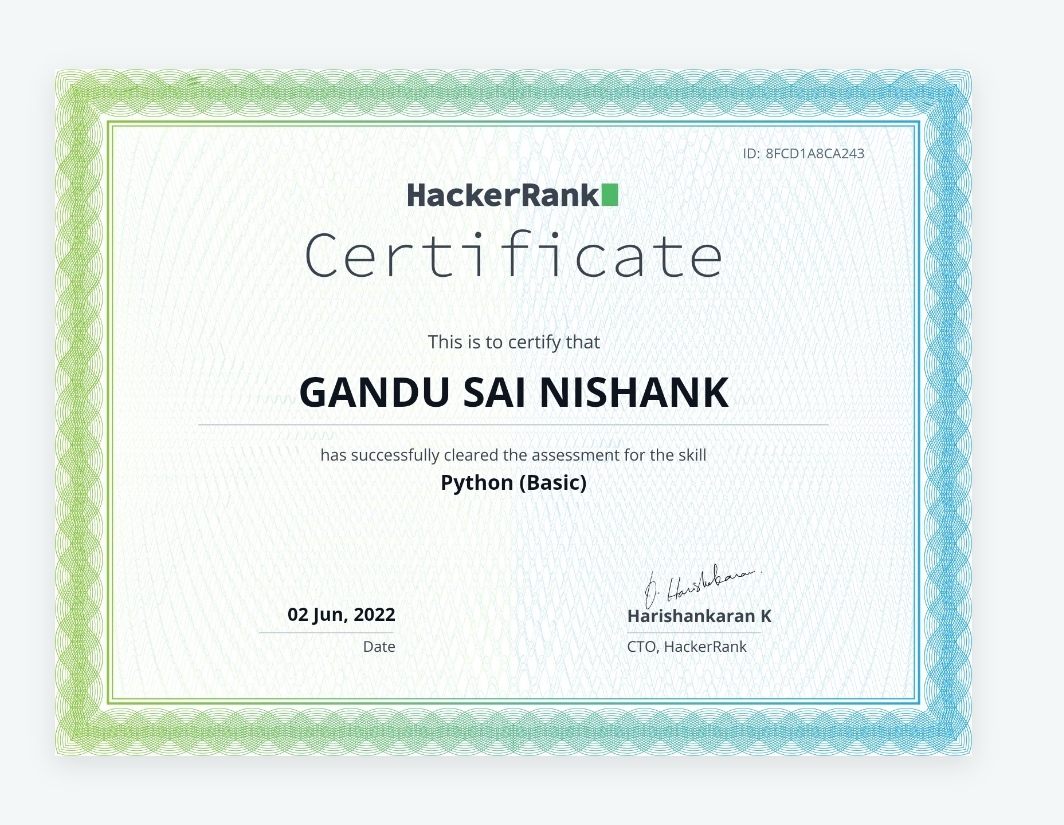 ID: 8FCD1A8CA243
HackerRank
Certificate
This is to certify that
GANDU SAI NISHANK
has successfully cleared the assessment for the skill
Python (Basic)
02 Jun, 2022
Date
Harishankaran K
CTO, HackerRank